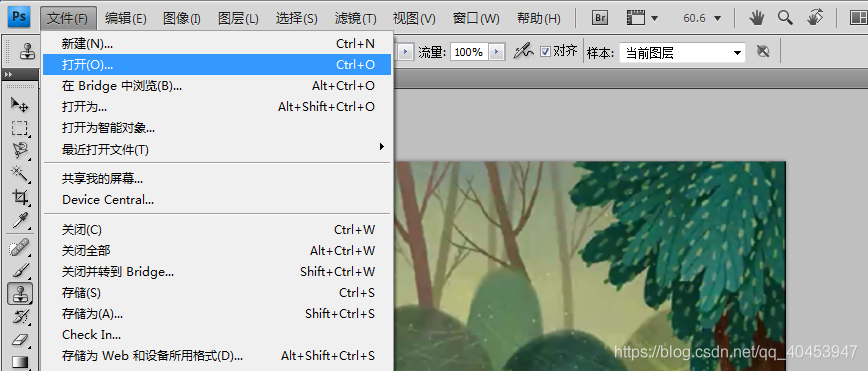 Ps 文件(F) 编辑(E) 图像(I) 图层(L) 选择(S) 滤镜(T) 视图(V) 窗口(W) 帮助(H) Br 60.6
流量: 100% 对齐 样本: 当前图层
新建(N)... Ctrl+N
打开(O)... Ctrl+O
在 Bridge 中浏览(B)... Alt+Ctrl+O
打开为... Alt+Shift+Ctrl+O
打开为智能对象...
最近打开文件(T)
共享我的屏幕...
Device Central...
关闭(C) Ctrl+W
关闭全部 Alt+Ctrl+W
关闭并转到 Bridge... Shift+Ctrl+W
存储(S) Ctrl+S
存储为(A)... Shift+Ctrl+S
Check In...
存储为 Web 和设备所用格式(D)... Alt+Shift+Ctrl+S
https://blog.csdn.net/qq_40453947